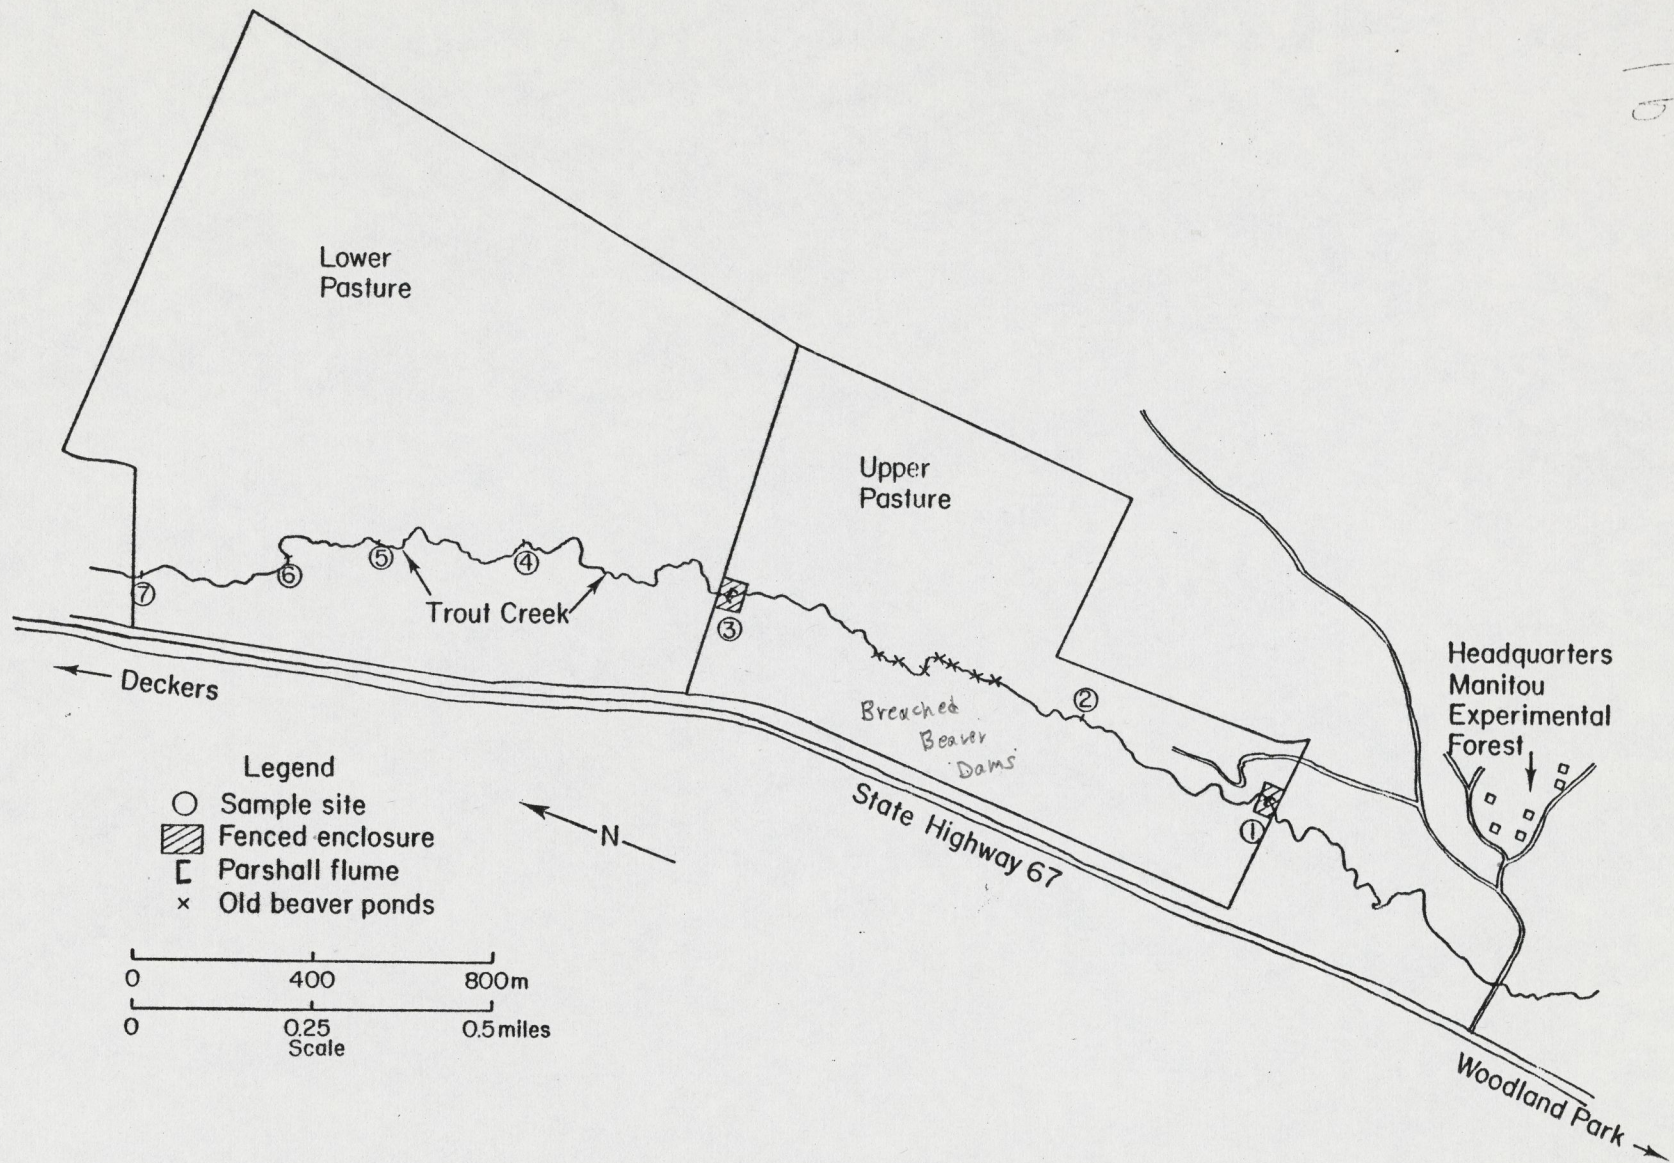 Lower
Pasture
Upper
Pasture
⑦
⑥
⑤
④
Trout Creek
③
②
①
Headquarters
Manitou
Experimental
Forest
Deckers
Breached
Beaver
Dams
State Highway 67
Woodland Park
N
Legend
Sample site
Fenced enclosure
Parshall flume
x Old beaver ponds
0 400 800m
0 0.25 0.5 miles
Scale